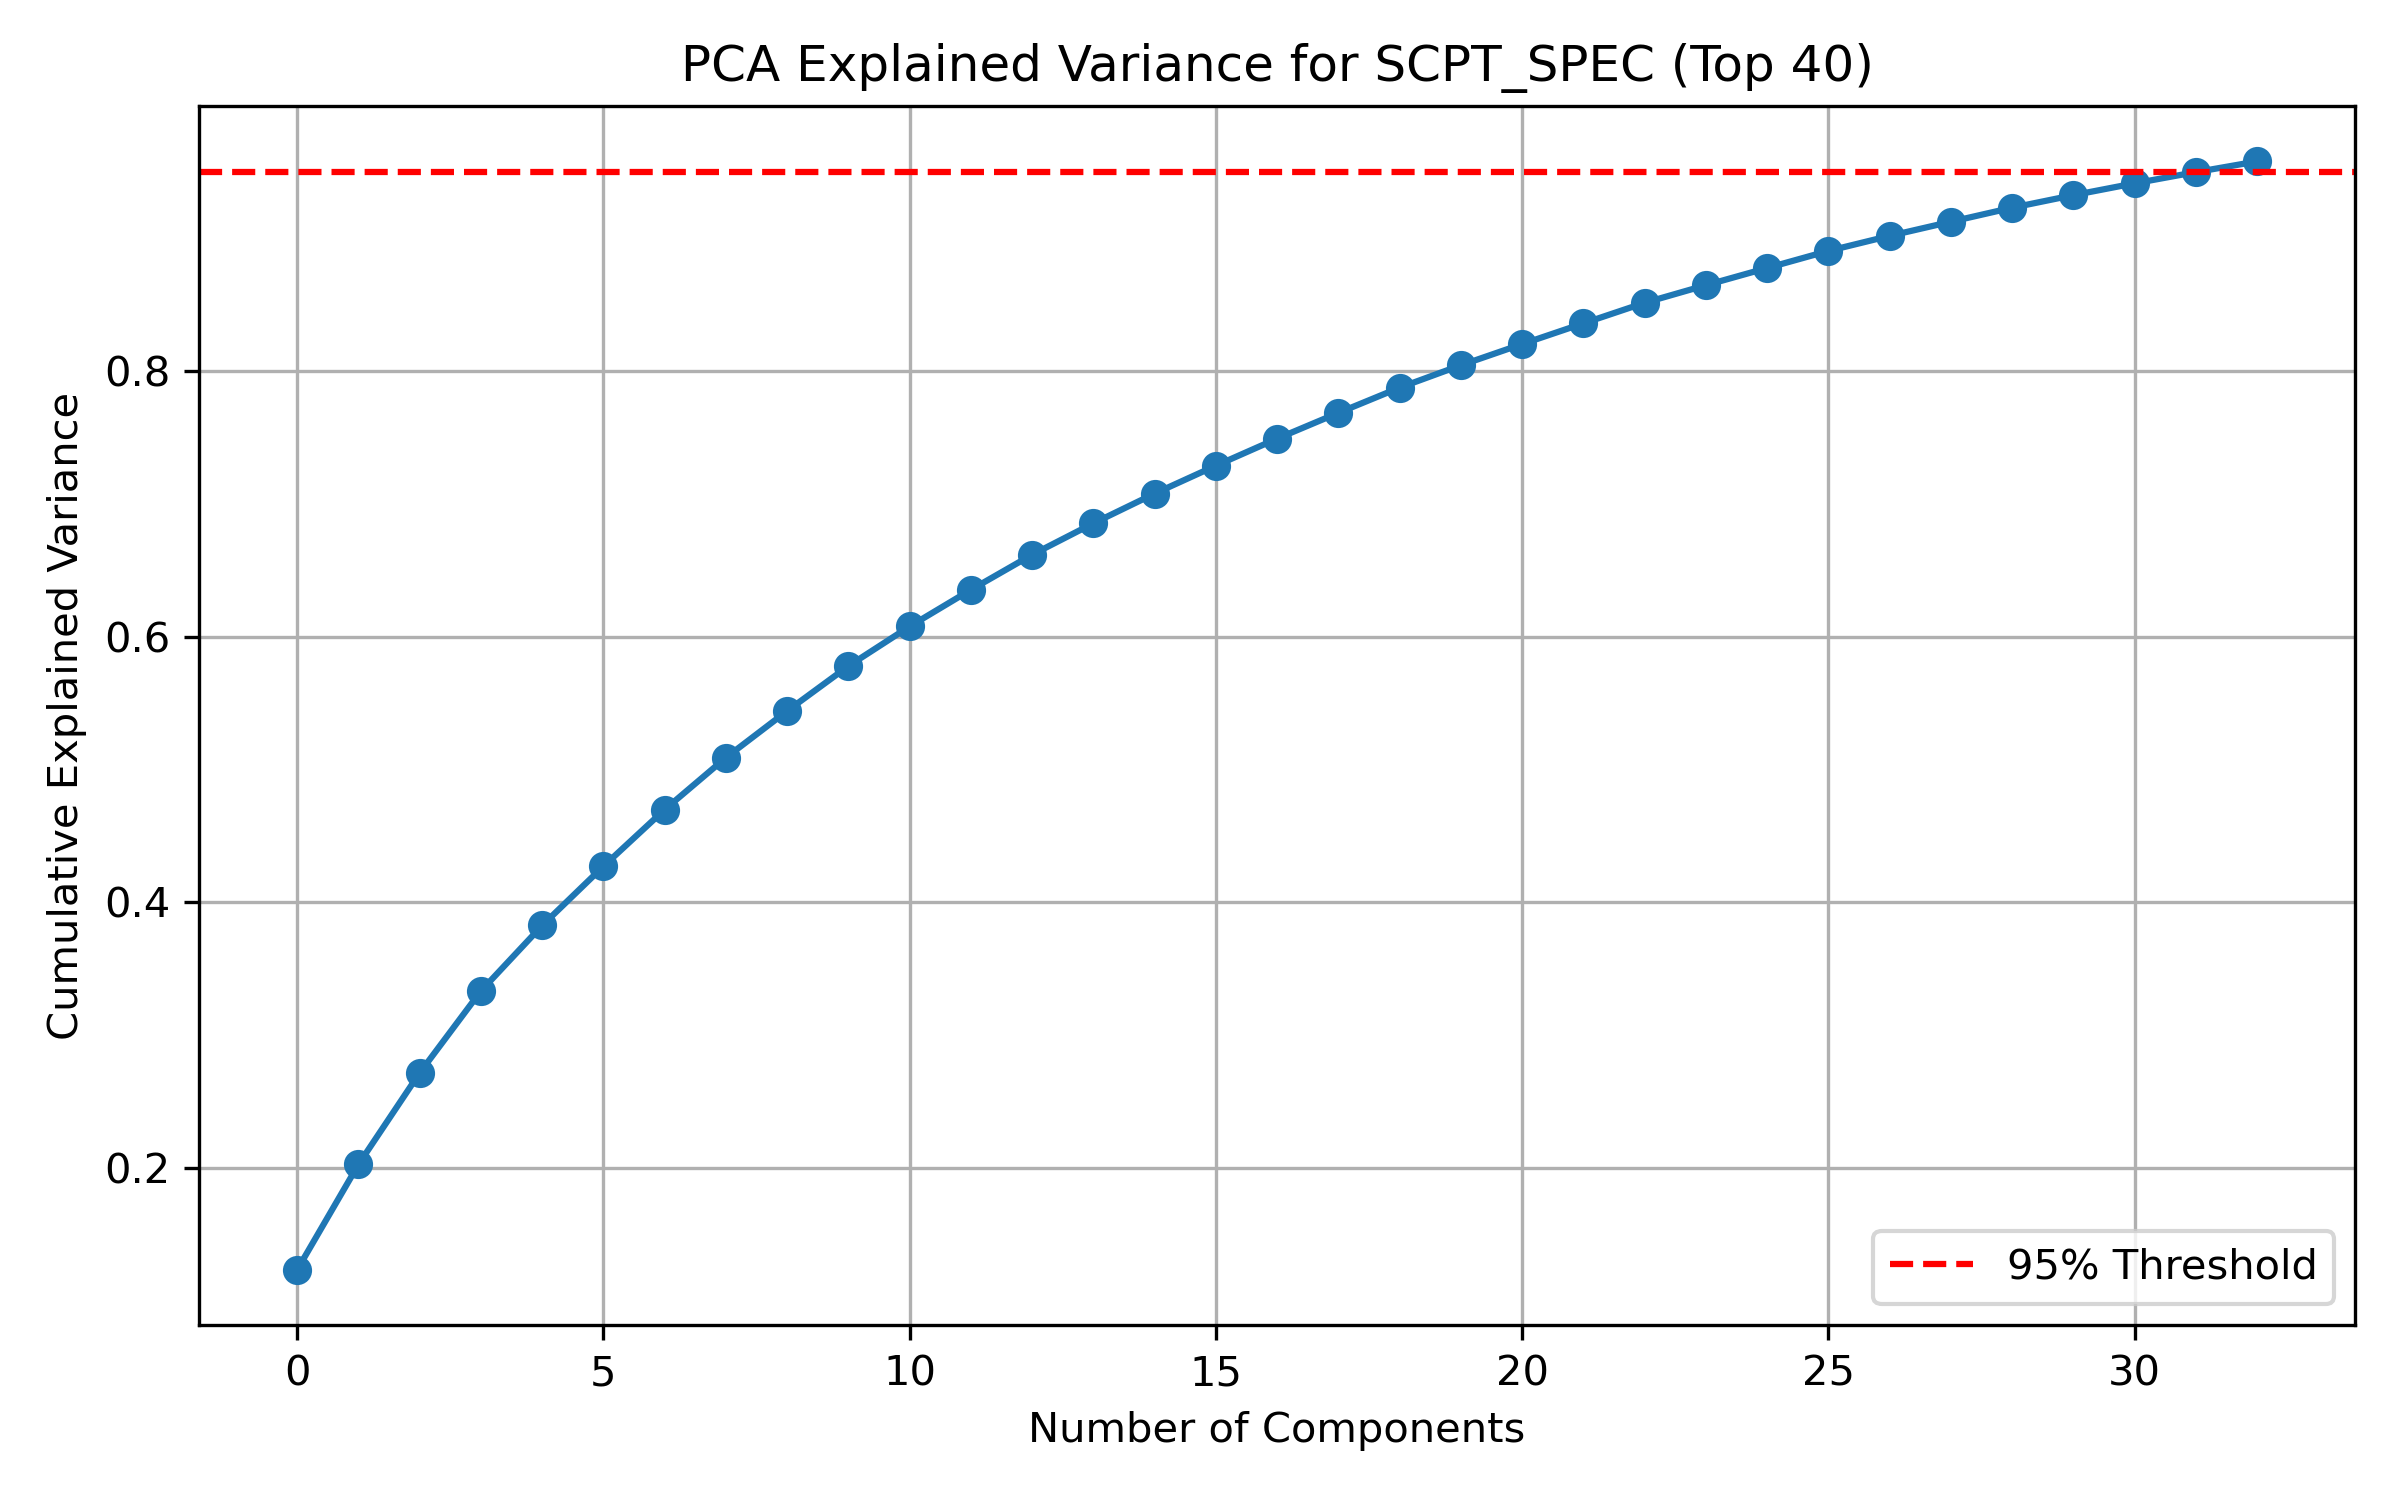 PCA Explained Variance for SCPT_SPEC (Top 40)
Cumulative Explained Variance
0.8
0.6
0.4
0.2
95% Threshold
0 5 10 15 20 25 30
Number of Components